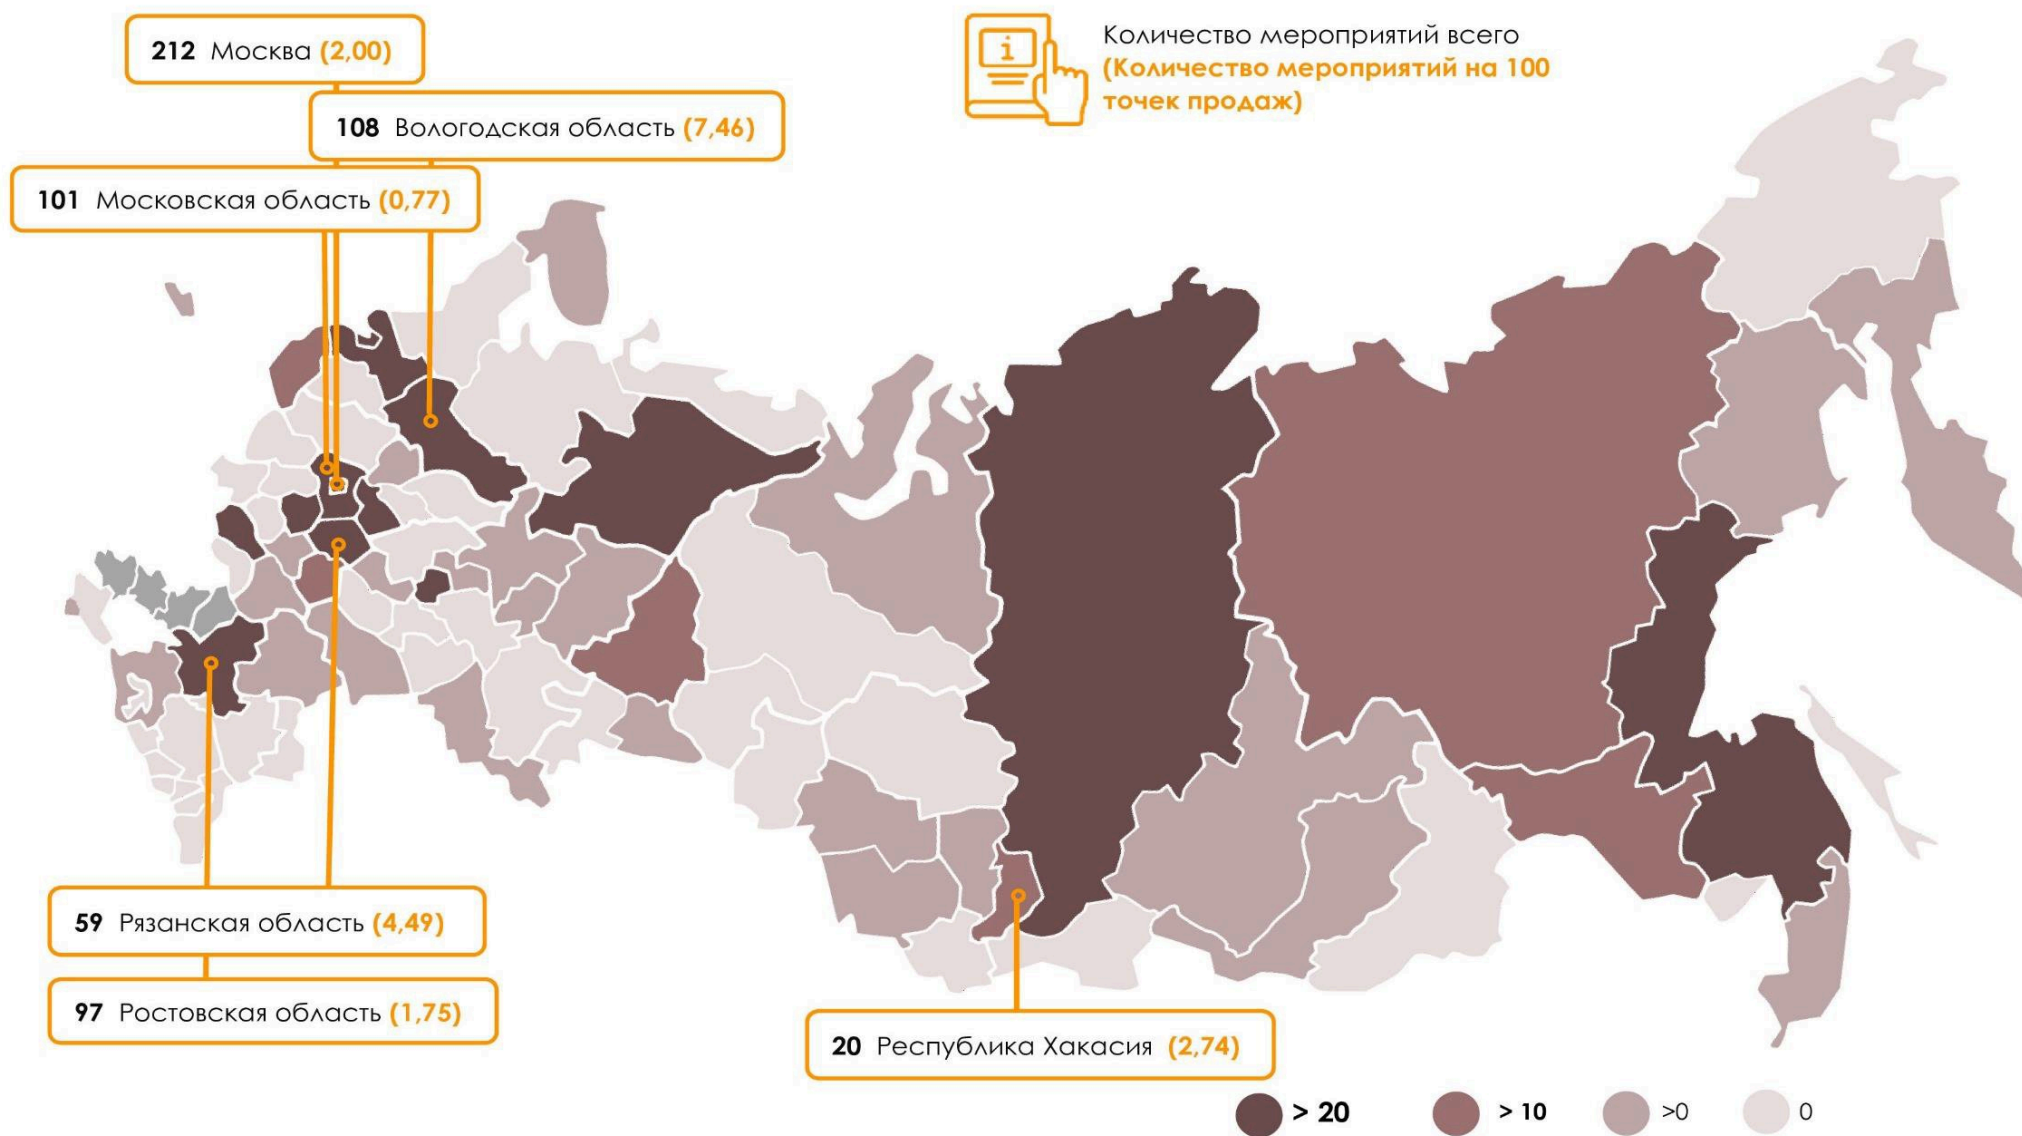 212 Москва (2,00)
Количество мероприятий всего
(Количество мероприятий на 100
точек продаж)
108 Вологодская область (7,46)
101 Московская область (0,77)
59 Рязанская область (4,49)
97 Ростовская область (1,75)
20 Республика Хакасия (2,74)
> 20
> 10
>0
0